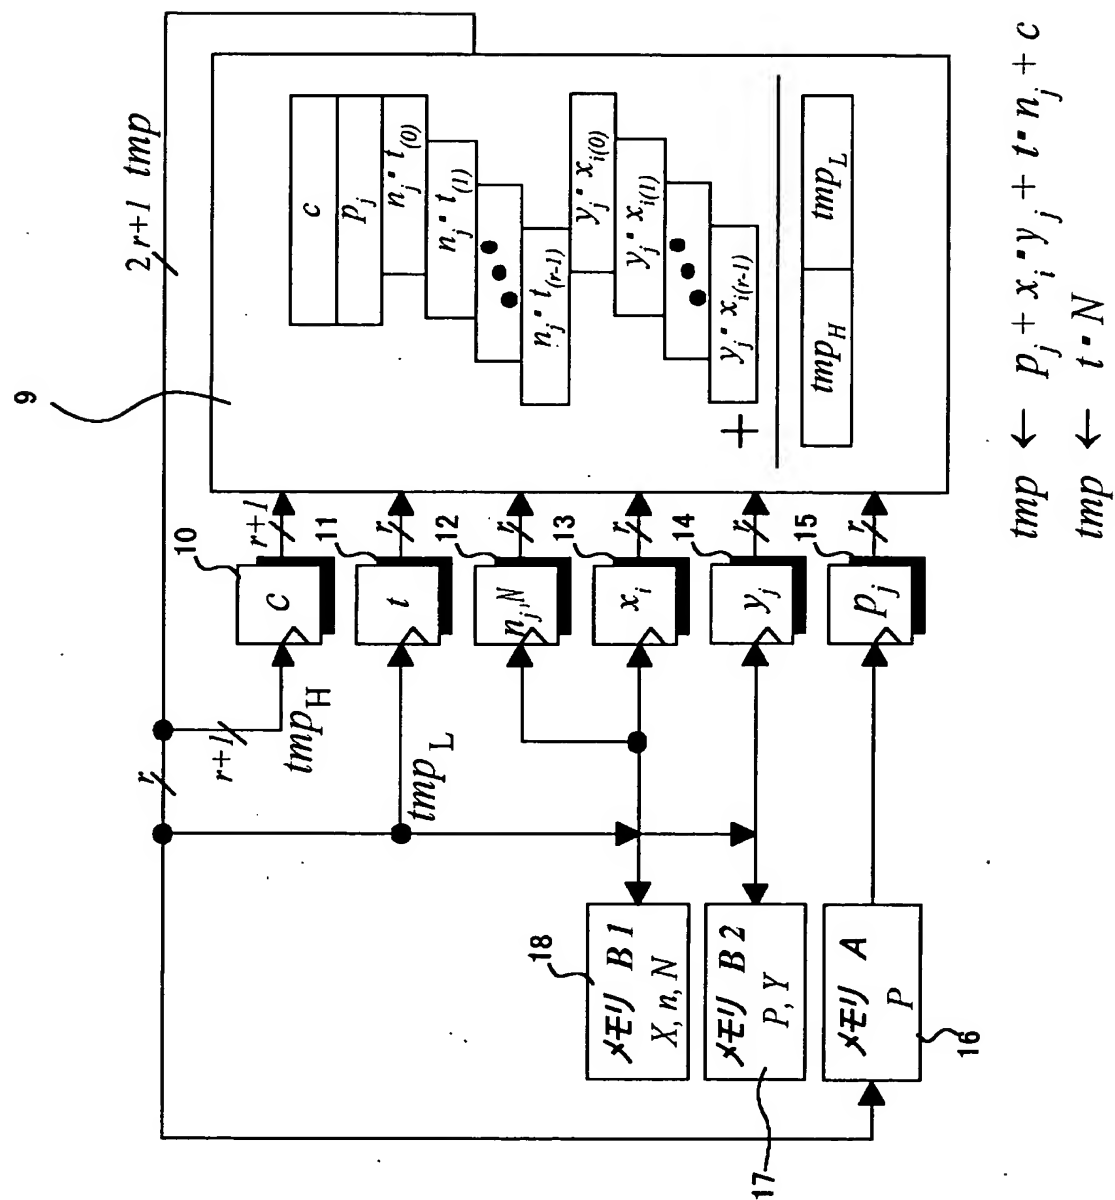 2r+1 tmp
9
c
p_j
n_j・t_(0)
n_j・t_(1)
n_j・t_(r-1)
y_j・x_i(0)
y_j・x_i(1)
y_j・x_i(r-1)
+
tmp_H
tmp_L
r+1
r
r
r
r
r
10
c
11
t
12
n_j,N
13
x_i
14
y_j
15
p_j
r
r+1
tmp_H
tmp_L
18
メモリ B1
X, n, N
メモリ B2
P, Y
17
メモリ A
P
16
tmp ← p_j + x_i・y_j + t・n_j + c
tmp ← t・N